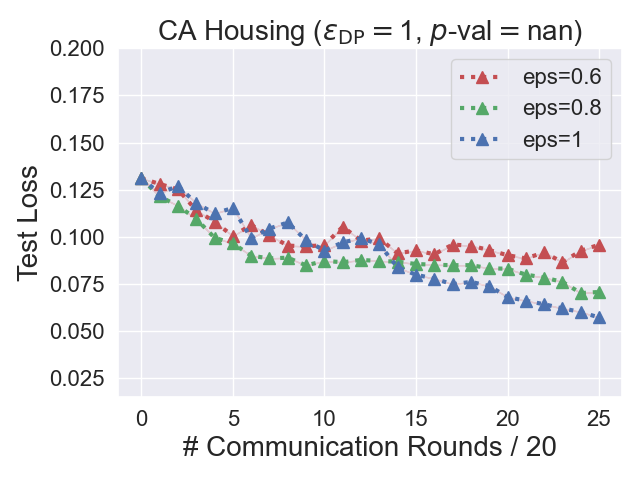 CA Housing (ε_DP = 1, p-val = nan)
eps=0.6
eps=0.8
eps=1
Test Loss
0.200
0.175
0.150
0.125
0.100
0.075
0.050
0.025
0 5 10 15 20 25
# Communication Rounds / 20